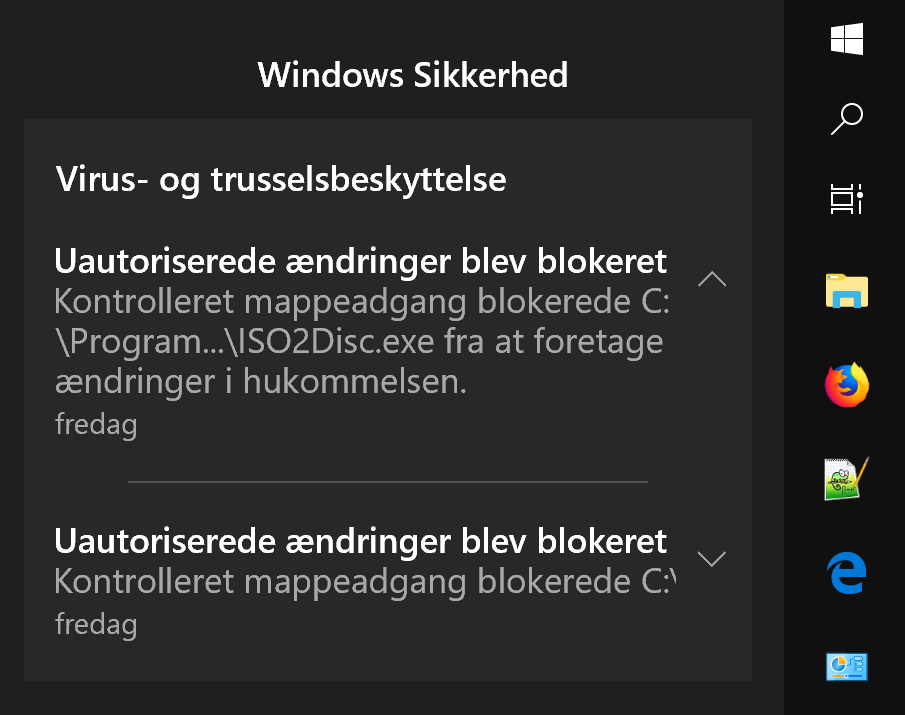 Windows Sikkerhed
Virus- og trusselsbeskyttelse
Uautoriserede ændringer blev blokeret
Kontrolleret mappeadgang blokerede C:
\Program...\ISO2Disc.exe fra at foretage
ændringer i hukommelsen.
fredag
Uautoriserede ændringer blev blokeret
Kontrolleret mappeadgang blokerede C:\
fredag